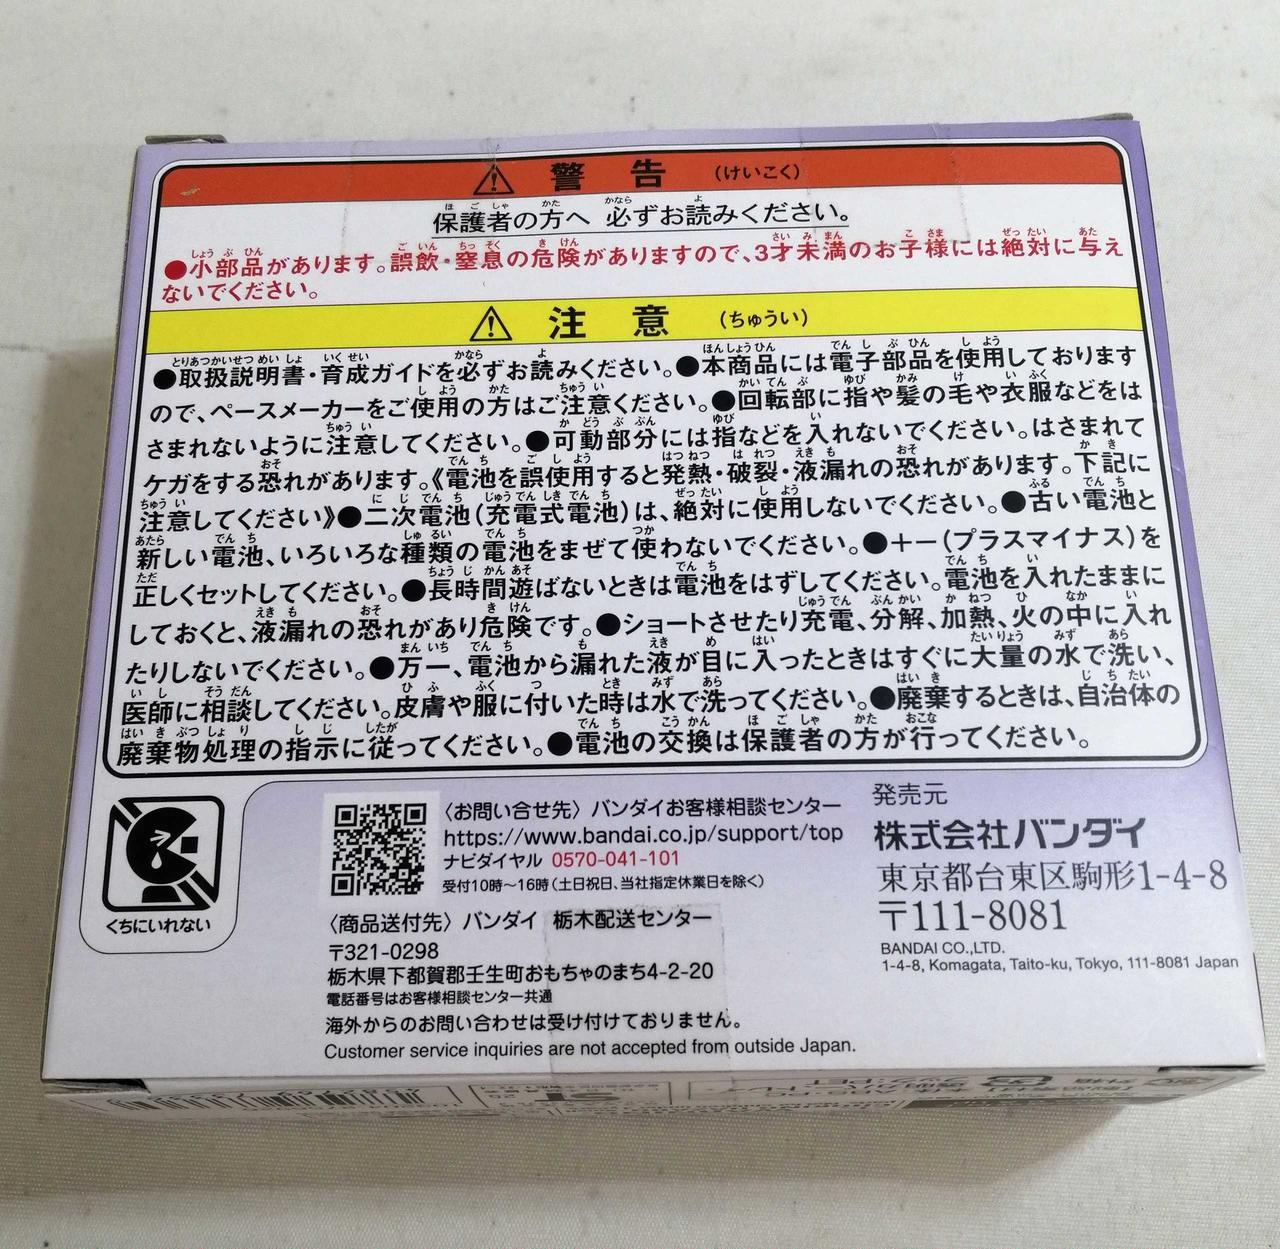 警告 (けいこく)
保護者の方へ 必ずお読みください。
●小部品があります。誤飲・窒息の危険がありますので、3才未満のお子様には絶対に与え
ないでください。
注意 (ちゅうい)
●取扱説明書・育成ガイドを必ずお読みください。●本商品には電子部品を使用しております
ので、ペースメーカーをご使用の方はご注意ください。●回転部に指や髪の毛や衣服などをは
さまれないように注意してください。●可動部分には指などを入れないでください。はさまれて
ケガをする恐れがあります。《電池を誤使用すると発熱・破裂・液漏れの恐れがあります。下記に
注意してください》●二次電池(充電式電池)は、絶対に使用しないでください。●古い電池と
新しい電池、いろいろな種類の電池をまぜて使わないでください。●+−(プラスマイナス)を
正しくセットしてください。●長時間遊ばないときは電池をはずしてください。電池を入れたままに
しておくと、液漏れの恐れがあり危険です。●ショートさせたり充電、分解、加熱、火の中に入れ
たりしないでください。●万一、電池から漏れた液が目に入ったときはすぐに大量の水で洗い、
医師に相談してください。皮膚や服に付いた時は水で洗ってください。●廃棄するときは、自治体の
廃棄物処理の指示に従ってください。●電池の交換は保護者の方が行ってください。
くちにいれない
〈お問い合せ先〉バンダイお客様相談センター
https://www.bandai.co.jp/support/top
ナビダイヤル 0570-041-101
受付10時〜16時(土日祝日、当社指定休業日を除く)
〈商品送付先〉バンダイ 栃木配送センター
〒321-0298
栃木県下都賀郡壬生町おもちゃのまち4-2-20
電話番号はお客様相談センター共通
海外からのお問い合わせは受け付けておりません。
Customer service inquiries are not accepted from outside Japan.
発売元
株式会社バンダイ
東京都台東区駒形1-4-8
〒111-8081
BANDAI CO.,LTD.
1-4-8, Komagata, Taito-ku, Tokyo, 111-8081 Japan